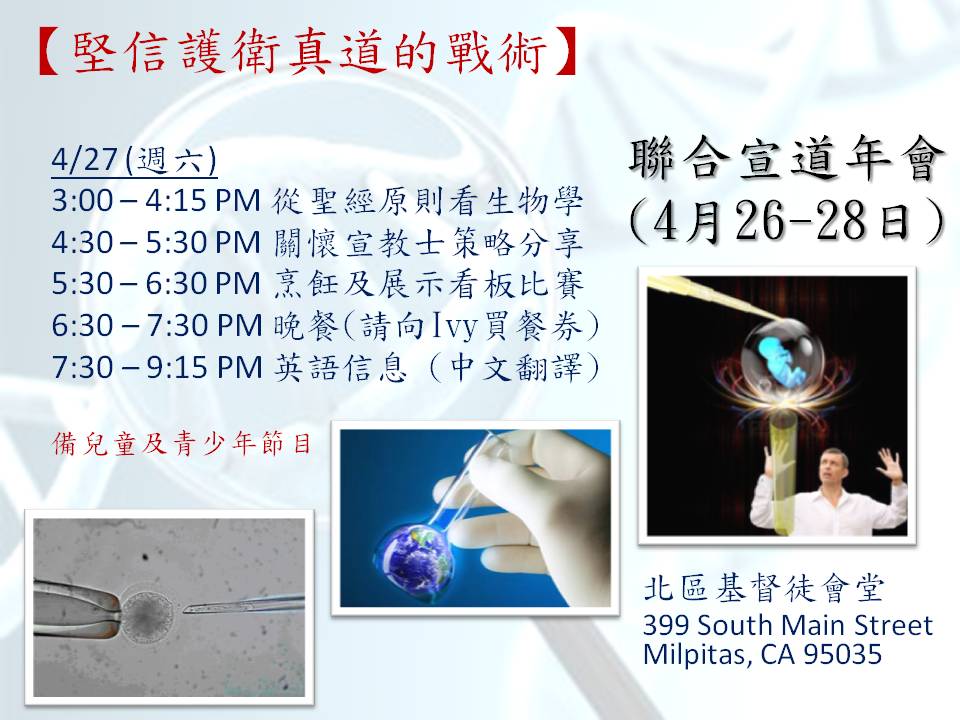 【堅信護衛真道的戰術】
聯合宣道年會
(4月26-28日)
4/27 (週六)
3:00 – 4:15 PM 從聖經原則看生物學
4:30 – 5:30 PM 關懷宣教士策略分享
5:30 – 6:30 PM 烹飪及展示看板比賽
6:30 – 7:30 PM 晚餐(請向Ivy買餐券)
7:30 – 9:15 PM 英語信息 (中文翻譯)
備兒童及青少年節目
北區基督徒會堂
399 South Main Street
Milpitas, CA 95035